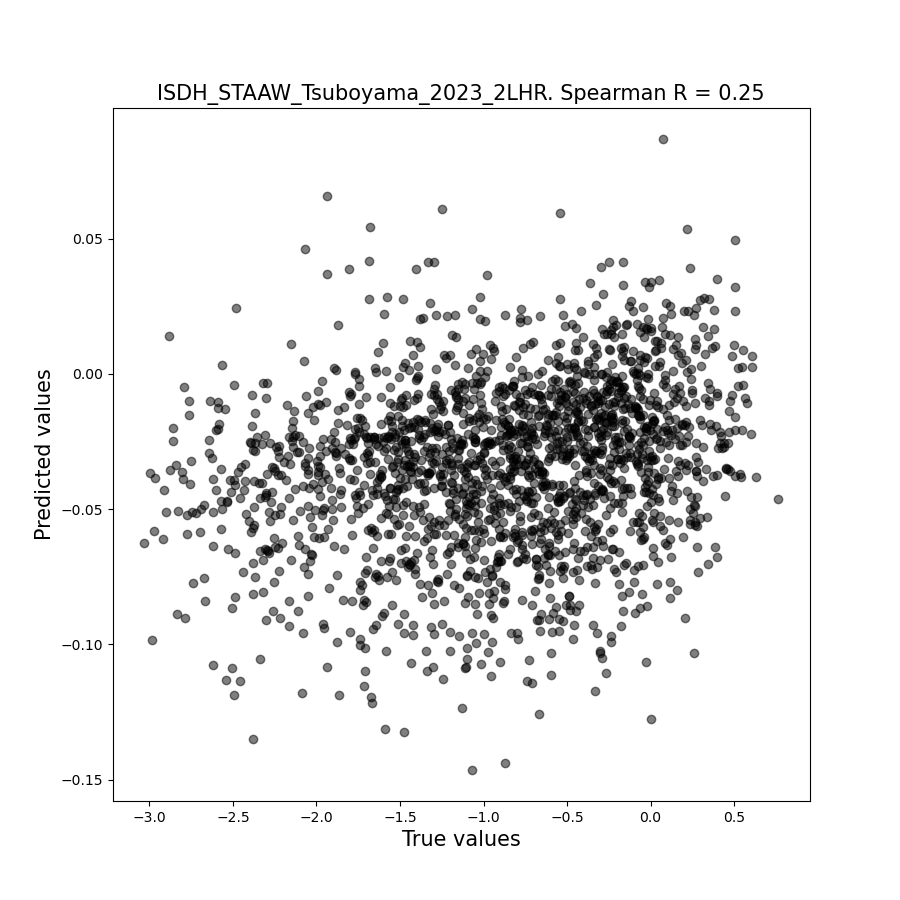 ISDH_STAAW_Tsuboyama_2023_2LHR. Spearman R = 0.25
Predicted values
0.05
0.00
−0.05
−0.10
−0.15
−3.0 −2.5 −2.0 −1.5 −1.0 −0.5 0.0 0.5
True values